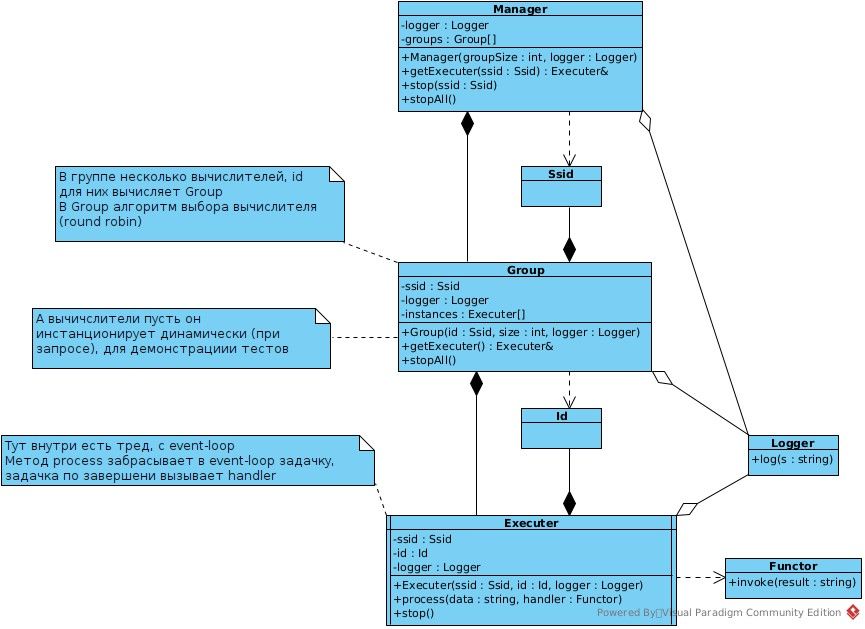 Manager
-logger : Logger
-groups : Group[]
+Manager(groupSize : int, logger : Logger)
+getExecuter(ssid : Ssid) : Executer&
+stop(ssid : Ssid)
+stopAll()
Ssid
В группе несколько вычислителей, id
для них вычисляет Group
В Group алгоритм выбора вычислителя
(round robin)
Group
-ssid : Ssid
-logger : Logger
-instances : Executer[]
+Group(id : Ssid, size : int, logger : Logger)
+getExecuter() : Executer&
+stopAll()
А вычичслители пусть он
инстанционирует динамически (при
запросе), для демонстрациии тестов
Id
Logger
+log(s : string)
Тут внутри есть тред, с event-loop
Метод process забрасывает в event-loop задачку,
задачка по завершени вызывает handler
Executer
-ssid : Ssid
-id : Id
-logger : Logger
+Executer(ssid : Ssid, id : Id, logger : Logger)
+process(data : string, handler : Functor)
+stop()
Functor
+invoke(result : string)
Powered By Visual Paradigm Community Edition